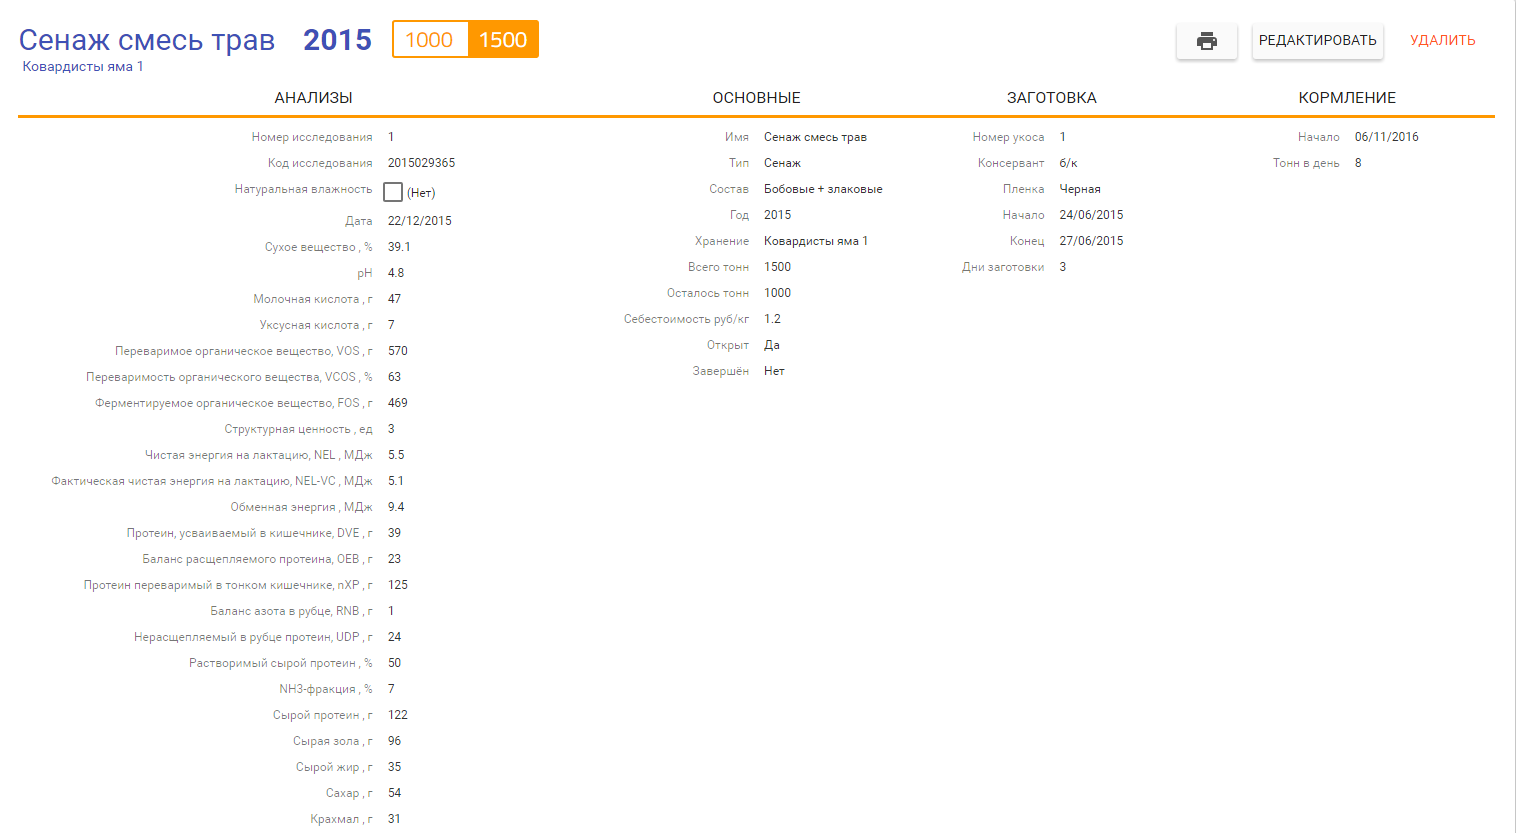 Сенаж смесь трав 2015 1000 1500
РЕДАКТИРОВАТЬ УДАЛИТЬ
Ковардисты яма 1
АНАЛИЗЫ
Номер исследования 1
Код исследования 2015029365
Натуральная влажность (Нет)
Дата 22/12/2015
Сухое вещество , % 39.1
pH 4.8
Молочная кислота , г 47
Уксусная кислота , г 7
Переваримое органическое вещество, VOS , г 570
Переваримость органического вещества, VCOS , % 63
Ферментируемое органическое вещество, FOS , г 469
Структурная ценность , ед 3
Чистая энергия на лактацию, NEL , МДж 5.5
Фактическая чистая энергия на лактацию, NEL-VC , МДж 5.1
Обменная энергия , МДж 9.4
Протеин, усваиваемый в кишечнике, DVE , г 39
Баланс расщепляемого протеина, OEB , г 23
Протеин переваримый в тонком кишечнике, nXP , г 125
Баланс азота в рубце, RNB , г 1
Нерасщепляемый в рубце протеин, UDP , г 24
Растворимый сырой протеин , % 50
NH3-фракция , % 7
Сырой протеин , г 122
Сырая зола , г 96
Сырой жир , г 35
Сахар , г 54
Крахмал , г 31
ОСНОВНЫЕ
Имя Сенаж смесь трав
Тип Сенаж
Состав Бобовые + злаковые
Год 2015
Хранение Ковардисты яма 1
Всего тонн 1500
Осталось тонн 1000
Себестоимость руб/кг 1.2
Открыт Да
Завершён Нет
ЗАГОТОВКА
Номер укоса 1
Консервант б/к
Пленка Черная
Начало 24/06/2015
Конец 27/06/2015
Дни заготовки 3
КОРМЛЕНИЕ
Начало 06/11/2016
Тонн в день 8